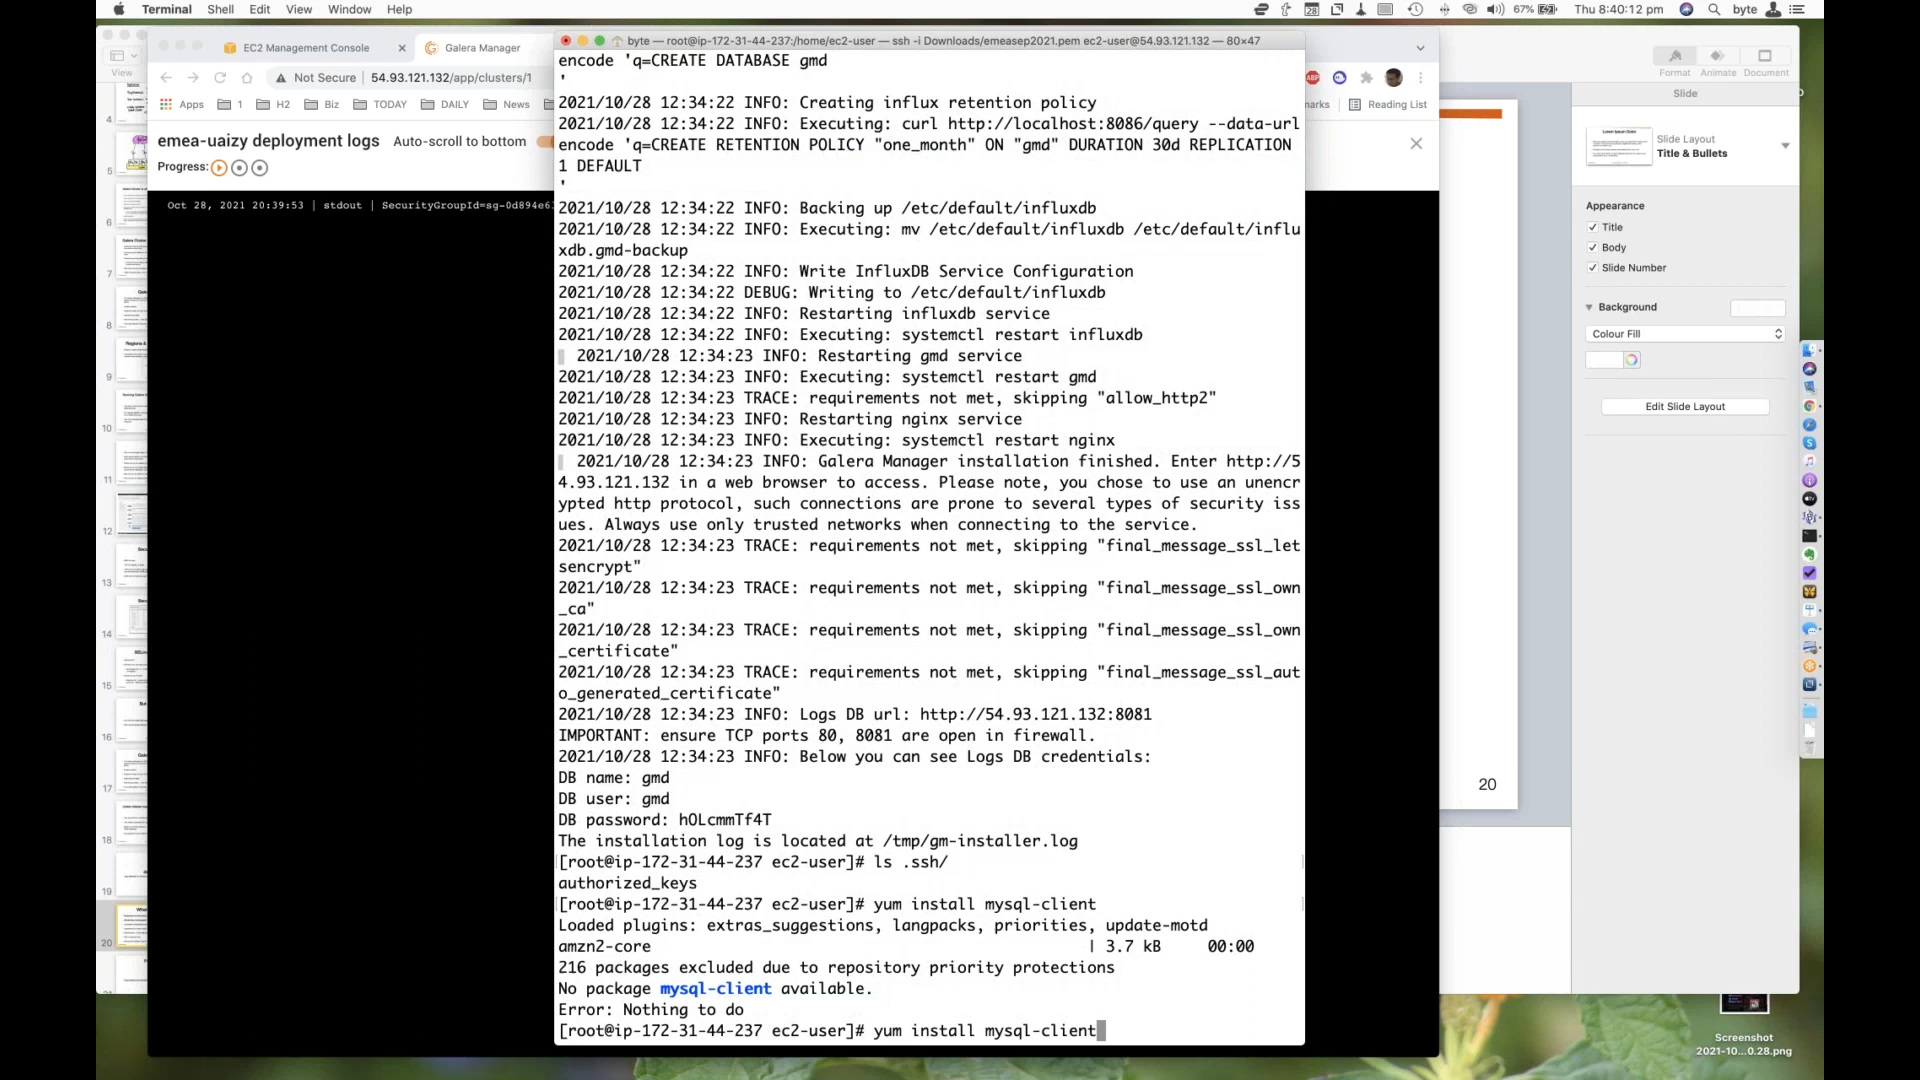 Terminal Shell Edit View Window Help
28 67% Thu 8:40:12 pm byte
byte — root@ip-172-31-44-237:/home/ec2-user — ssh -i Downloads/emeasep2021.pem ec2-user@54.93.121.132 — 80×47
EC2 Management Console
Galera Manager
View
Not Secure | 54.93.121.132/app/clusters/1
ABP
Apps 1 H2 Biz TODAY DAILY News
Reading List
emea-uaizy deployment logs Auto-scroll to bottom
Progress:
Oct 28, 2021 20:39:53 | stdout | SecurityGroupId=sg-0d894e6
encode 'q=CREATE DATABASE gmd
'
2021/10/28 12:34:22 INFO: Creating influx retention policy
2021/10/28 12:34:22 INFO: Executing: curl http://localhost:8086/query --data-url
encode 'q=CREATE RETENTION POLICY "one_month" ON "gmd" DURATION 30d REPLICATION
1 DEFAULT
'
2021/10/28 12:34:22 INFO: Backing up /etc/default/influxdb
2021/10/28 12:34:22 INFO: Executing: mv /etc/default/influxdb /etc/default/influ
xdb.gmd-backup
2021/10/28 12:34:22 INFO: Write InfluxDB Service Configuration
2021/10/28 12:34:22 DEBUG: Writing to /etc/default/influxdb
2021/10/28 12:34:22 INFO: Restarting influxdb service
2021/10/28 12:34:22 INFO: Executing: systemctl restart influxdb
2021/10/28 12:34:23 INFO: Restarting gmd service
2021/10/28 12:34:23 INFO: Executing: systemctl restart gmd
2021/10/28 12:34:23 TRACE: requirements not met, skipping "allow_http2"
2021/10/28 12:34:23 INFO: Restarting nginx service
2021/10/28 12:34:23 INFO: Executing: systemctl restart nginx
2021/10/28 12:34:23 INFO: Galera Manager installation finished. Enter http://5
4.93.121.132 in a web browser to access. Please note, you chose to use an unencr
ypted http protocol, such connections are prone to several types of security iss
ues. Always use only trusted networks when connecting to the service.
2021/10/28 12:34:23 TRACE: requirements not met, skipping "final_message_ssl_let
sencrypt"
2021/10/28 12:34:23 TRACE: requirements not met, skipping "final_message_ssl_own
_ca"
2021/10/28 12:34:23 TRACE: requirements not met, skipping "final_message_ssl_own
_certificate"
2021/10/28 12:34:23 TRACE: requirements not met, skipping "final_message_ssl_aut
o_generated_certificate"
2021/10/28 12:34:23 INFO: Logs DB url: http://54.93.121.132:8081
IMPORTANT: ensure TCP ports 80, 8081 are open in firewall.
2021/10/28 12:34:23 INFO: Below you can see Logs DB credentials:
DB name: gmd
DB user: gmd
DB password: hOLcmmTf4T
The installation log is located at /tmp/gm-installer.log
[root@ip-172-31-44-237 ec2-user]# ls .ssh/
authorized_keys
[root@ip-172-31-44-237 ec2-user]# yum install mysql-client
Loaded plugins: extras_suggestions, langpacks, priorities, update-motd
amzn2-core | 3.7 kB 00:00
216 packages excluded due to repository priority protections
No package mysql-client available.
Error: Nothing to do
[root@ip-172-31-44-237 ec2-user]# yum install mysql-client
4
5
6
7
8
9
10
11
12
13
14
15
16
17
18
19
20
20
Format Animate Document
Slide
Slide Layout
Title & Bullets
Appearance
Title
Body
Slide Number
Background
Colour Fill
Edit Slide Layout
Screenshot
2021-10...0.28.png